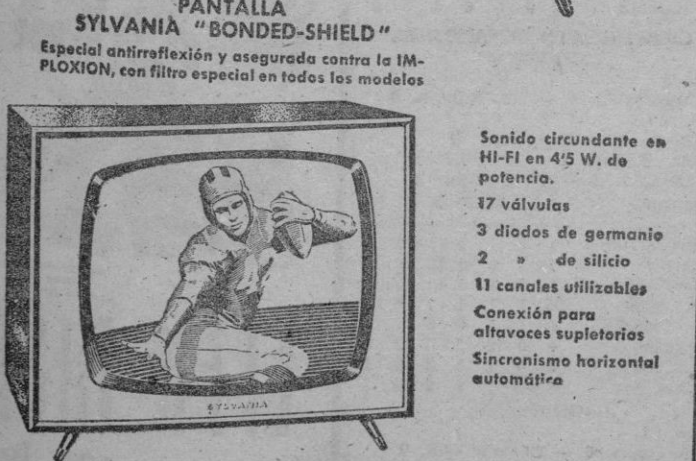 PANTALLA
SYLVANIA "BONDED-SHIELD"
Especial antirreflexión y asegurada contra la IM-
PLOXION, con filtro especial en todos los modelos
Sonido circundante en
HI-FI en 4'5 W. de
potencia.
17 válvulas
3 diodos de germanio
2 » de silicio
11 canales utilizables
Conexión para
altavoces supletorios
Sincronismo horizontal
automático
SYLVANIA